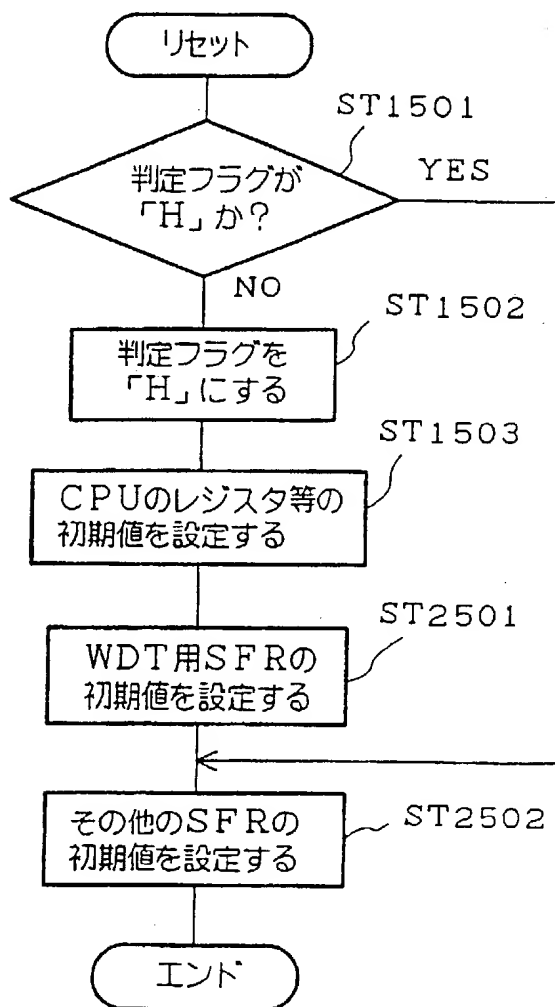 リセット
ST1501
判定フラグが
「H」か?
YES
NO
ST1502
判定フラグを
「H」にする
ST1503
CPUのレジスタ等の
初期値を設定する
ST2501
WDT用SFRの
初期値を設定する
その他のSFRの
初期値を設定する
ST2502
エンド